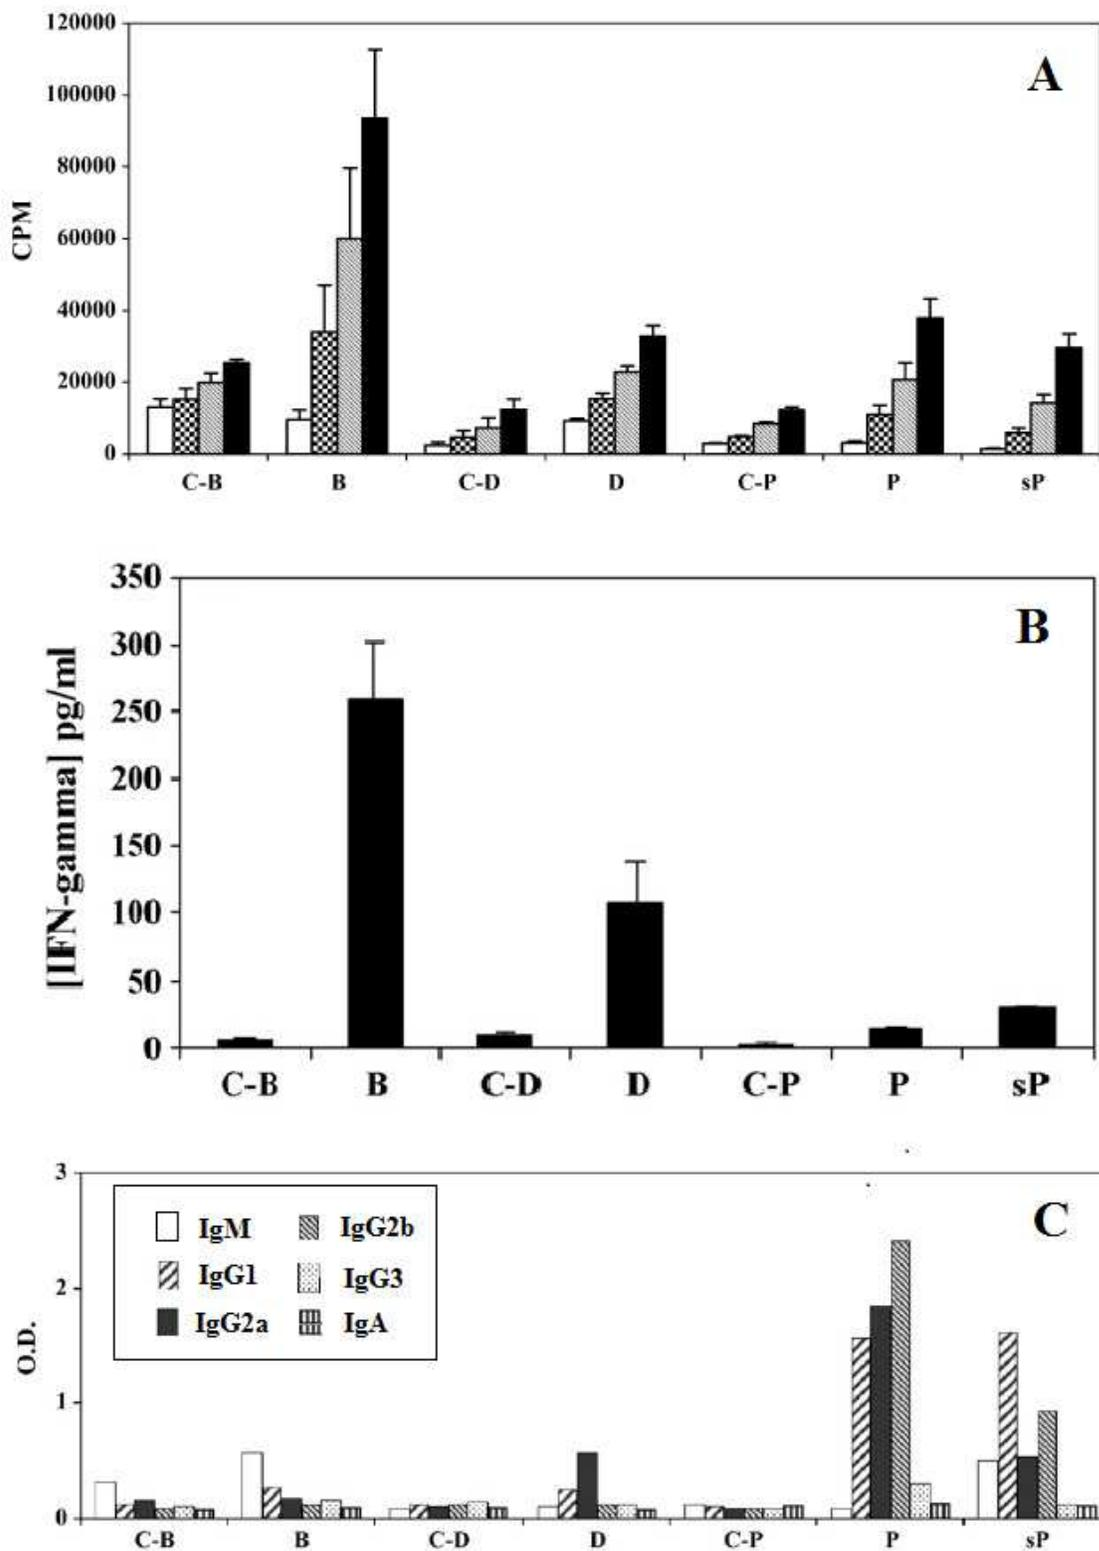 120000
A
100000
80000
CPM
60000
40000
20000
0
C-B B C-D D C-P P sP
350
B
300
250
[IFN-gamma] pg/ml
200
150
100
50
0
C-B B C-D D C-P P sP
3
C
IgM IgG2b
IgG1 IgG3
IgG2a IgA
2
O.D.
1
0
C-B B C-D D C-P P sP